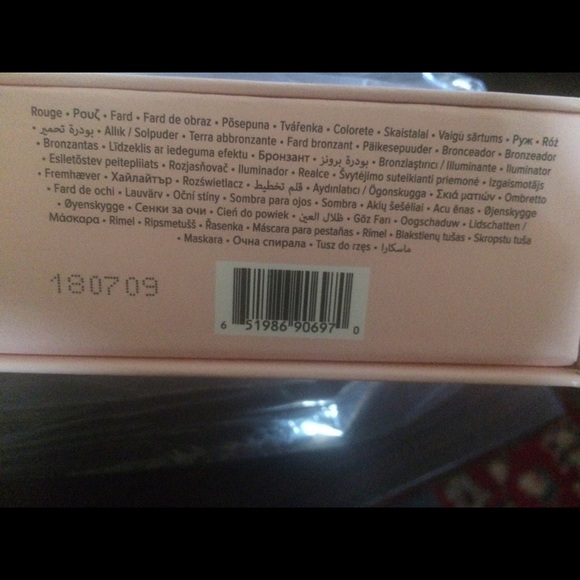 Rouge • Ρουζ • Fard • Fard de obraz • Põsepuna • Tvářenka • Colorete • Skaistalai • Vaigu sārtums • Руж • Róż
• بودرة تحمير • Allık / Solpuder • Terra abbronzante • Fard bronzant • Päikesepuuder • Bronceador • Bronzeador
• Bronzantas • Līdzeklis ar iedeguma efektu • Бронзант • بودرة برونز • Bronzlaştırıcı / Illuminante • Iluminator
• Esiletõstev peitepliiats • Rozjasňovač • Iluminador • Realce • Švytėjimo suteikianti priemonė • Izgaismotājs
• Fremhæver • Хайлайтър • Rozświetlacz • قلم تخطيط • Aydınlatıcı / Ögonskugga • Σκιά ματιών • Ombretto
• Fard de ochi • Lauvärv • Oční stíny • Sombra para ojos • Sombra • Akių šešėliai • Acu ēnas • Øjenskygge
• Øyenskygge • Сенки за очи • Cień do powiek • ظلال العين • Göz Farı • Oogschaduw • Lidschatten /
Μάσκαρα • Rimel • Ripsmetušš • Řasenka • Máscara para pestañas • Rímel • Blakstienų tušas • Skropstu tuša
• Maskara • Очна спирала • Tusz do rzęs • ماسكارا
180709
6 51986 90697 0